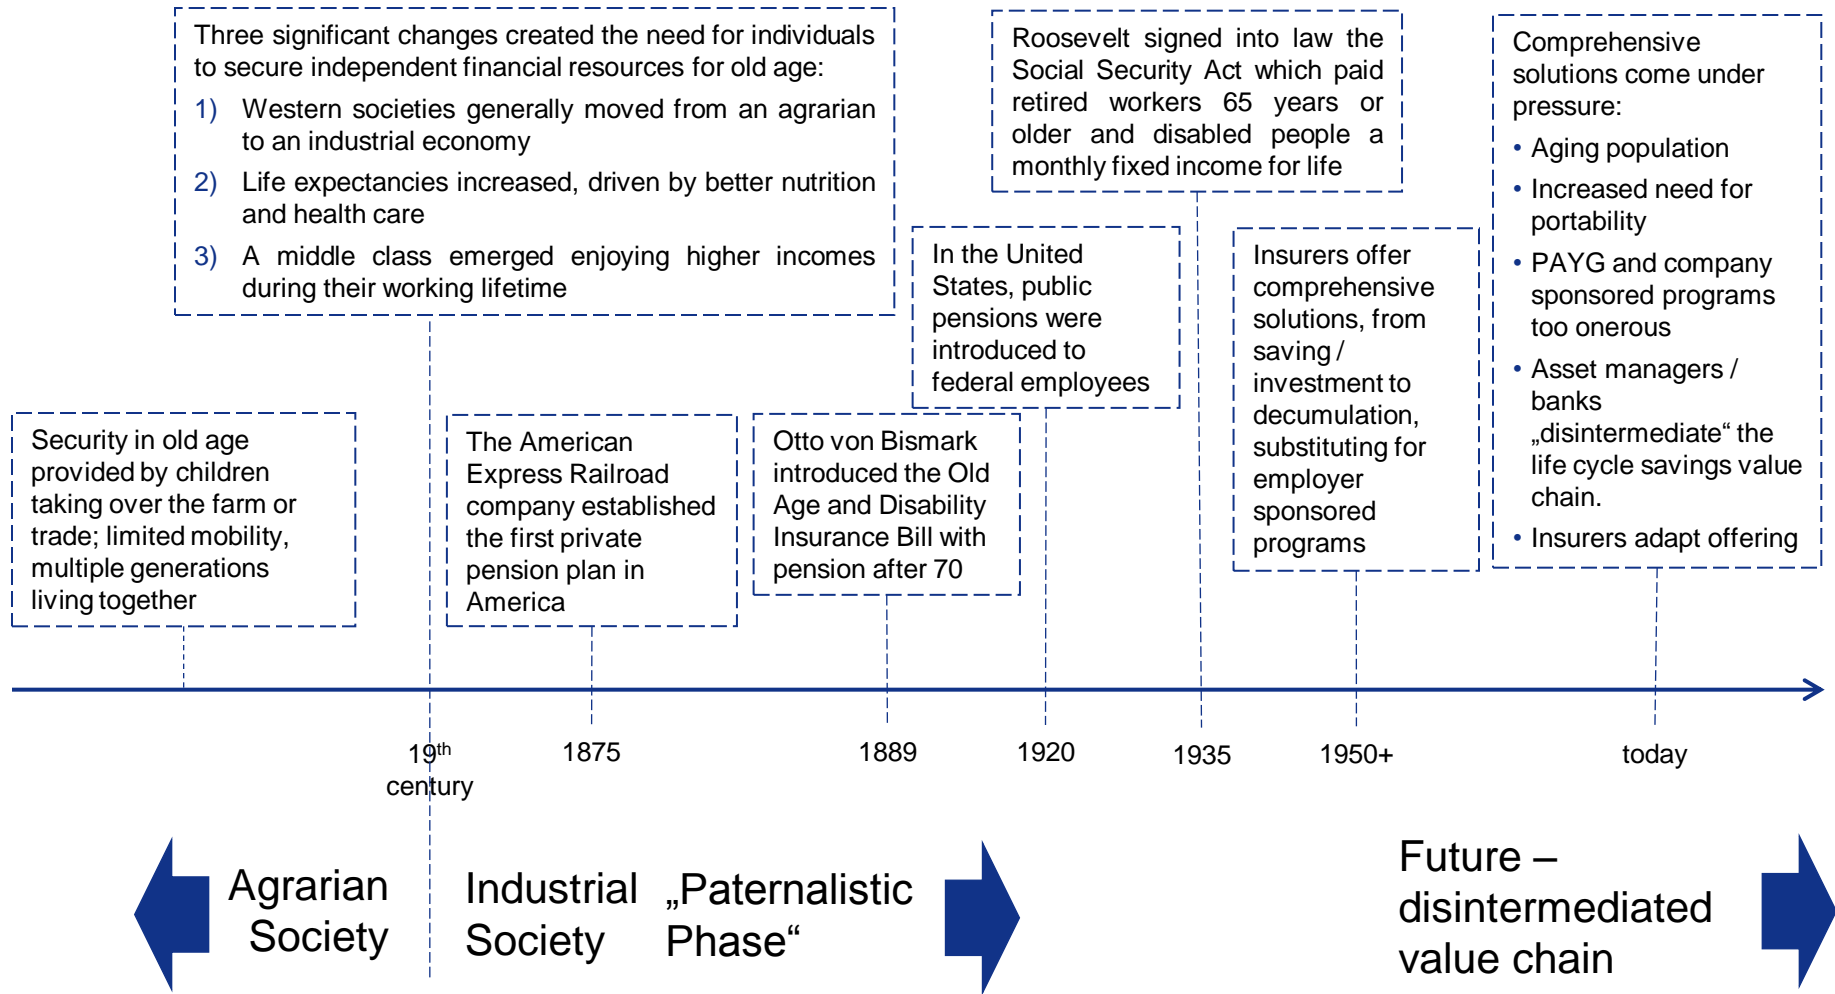 Three significant changes created the need for individuals
to secure independent financial resources for old age:
1) Western societies generally moved from an agrarian
to an industrial economy
2) Life expectancies increased, driven by better nutrition
and health care
3) A middle class emerged enjoying higher incomes
during their working lifetime
Roosevelt signed into law the
Social Security Act which paid
retired workers 65 years or
older and disabled people a
monthly fixed income for life
Comprehensive
solutions come under
pressure:
• Aging population
• Increased need for
portability
• PAYG and company
sponsored programs
too onerous
• Asset managers /
banks
„disintermediate“ the
life cycle savings value
chain.
• Insurers adapt offering
In the United
States, public
pensions were
introduced to
federal employees
Insurers offer
comprehensive
solutions, from
saving /
investment to
decumulation,
substituting for
employer
sponsored
programs
Security in old age
provided by children
taking over the farm or
trade; limited mobility,
multiple generations
living together
The American
Express Railroad
company established
the first private
pension plan in
America
Otto von Bismark
introduced the Old
Age and Disability
Insurance Bill with
pension after 70
19th
century
1875
1889
1920
1935
1950+
today
Agrarian
Society
Industrial
Society
„Paternalistic
Phase“
Future –
disintermediated
value chain